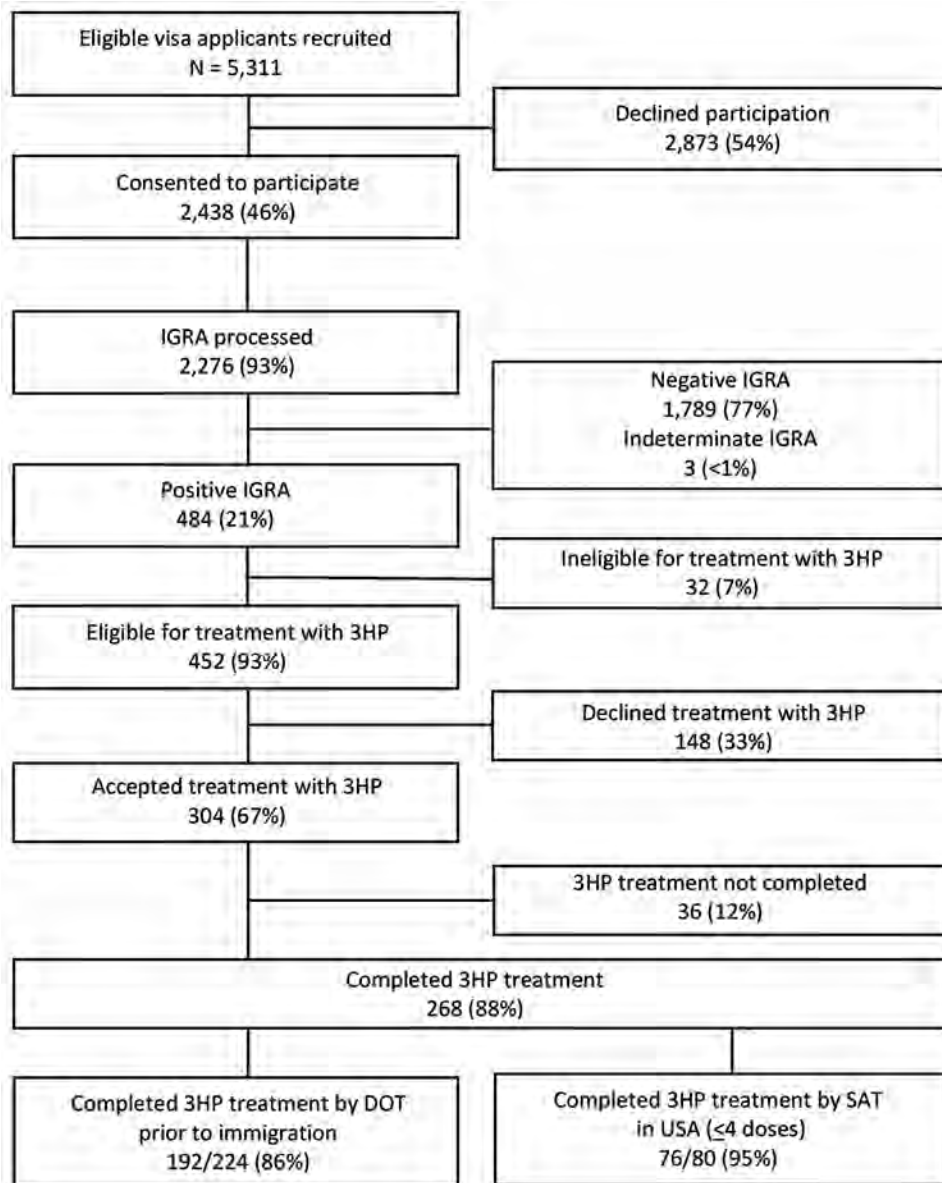 Eligible visa applicants recruited
N = 5,311
Declined participation
2,873 (54%)
Consented to participate
2,438 (46%)
IGRA processed
2,276 (93%)
Negative IGRA
1,789 (77%)
Indeterminate IGRA
3 (<1%)
Positive IGRA
484 (21%)
Ineligible for treatment with 3HP
32 (7%)
Eligible for treatment with 3HP
452 (93%)
Declined treatment with 3HP
148 (33%)
Accepted treatment with 3HP
304 (67%)
3HP treatment not completed
36 (12%)
Completed 3HP treatment
268 (88%)
Completed 3HP treatment by DOT
prior to immigration
192/224 (86%)
Completed 3HP treatment by SAT
in USA (≤4 doses)
76/80 (95%)